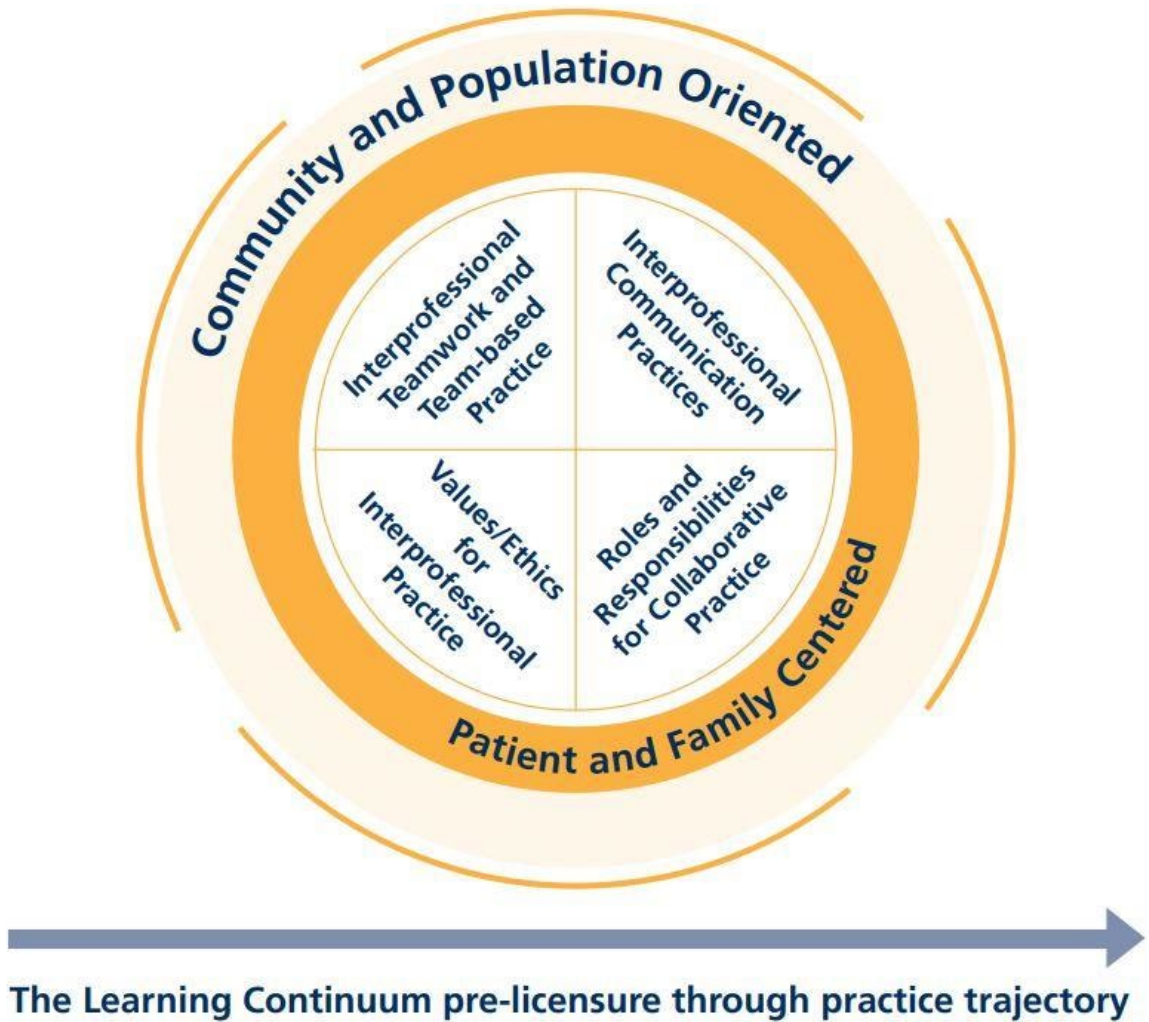 Community and Population Oriented
Interprofessional
Teamwork and
Team-based
Practice
Interprofessional
Communication
Practices
Values/Ethics
for
Interprofessional
Practice
Roles and
Responsibilities
for Collaborative
Practice
Patient and Family Centered
The Learning Continuum pre-licensure through practice trajectory